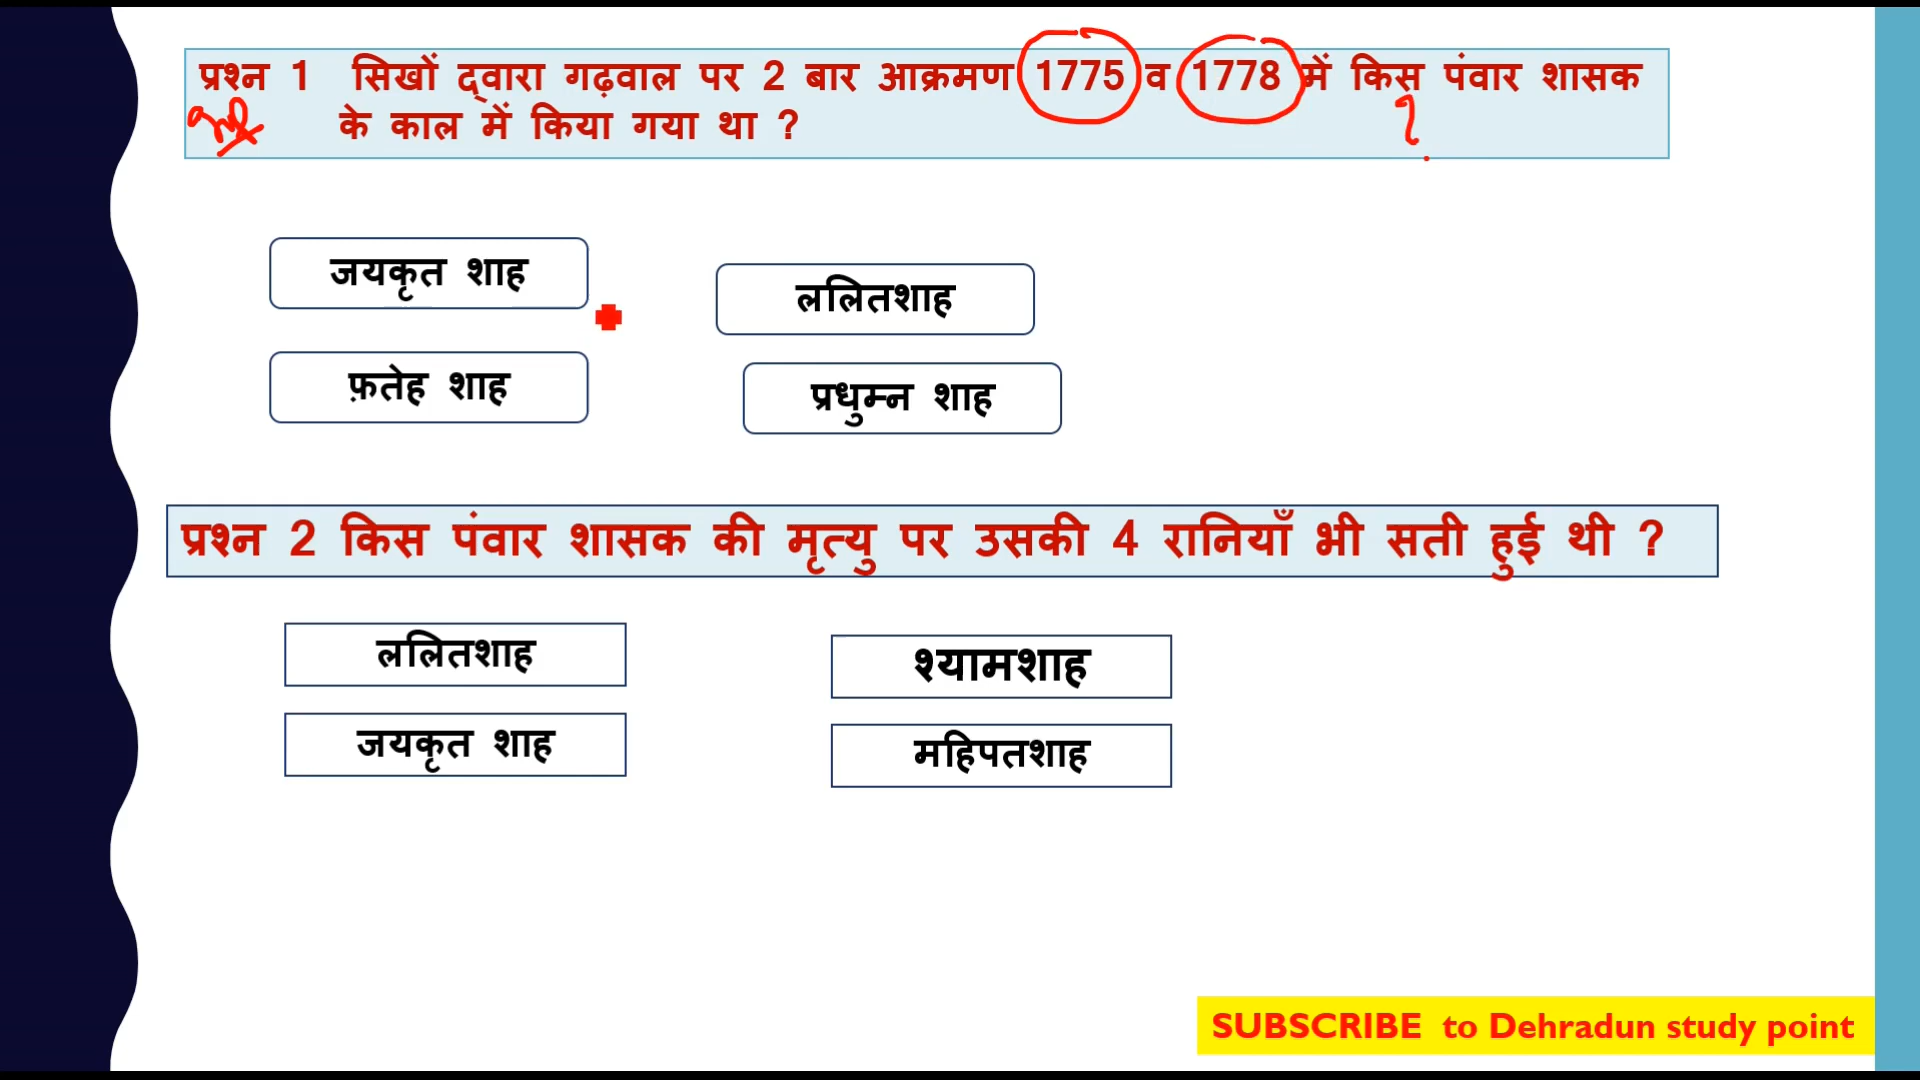 प्रश्न 1 सिखों द्वारा गढ़वाल पर 2 बार आक्रमण 1775 व 1778 में किस पंवार शासक
के काल में किया गया था ?
जयकृत शाह
ललितशाह
फ़तेह शाह
प्रधुम्न शाह
प्रश्न 2 किस पंवार शासक की मृत्यु पर उसकी 4 रानियाँ भी सती हुई थी ?
ललितशाह
श्यामशाह
जयकृत शाह
महिपतशाह
SUBSCRIBE to Dehradun study point